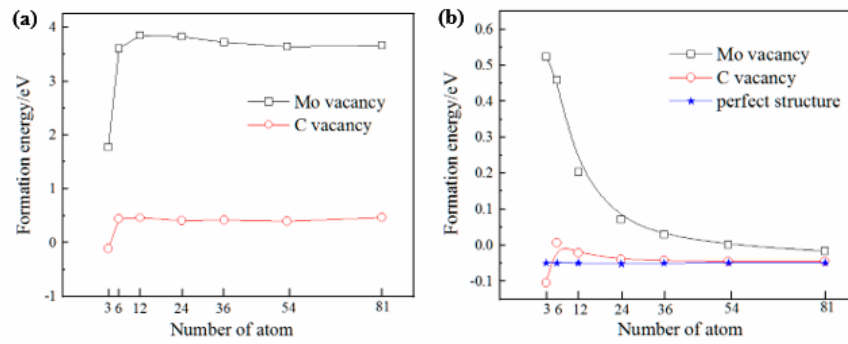 (a)
Formation energy/eV
4
3
2
1
0
-1
Mo vacancy
C vacancy
3 6 12 24 36 54 81
Number of atom
(b)
Formation energy/eV
0.6
0.5
0.4
0.3
0.2
0.1
0.0
-0.1
Mo vacancy
C vacancy
perfect structure
3 6 12 24 36 54 81
Number of atom